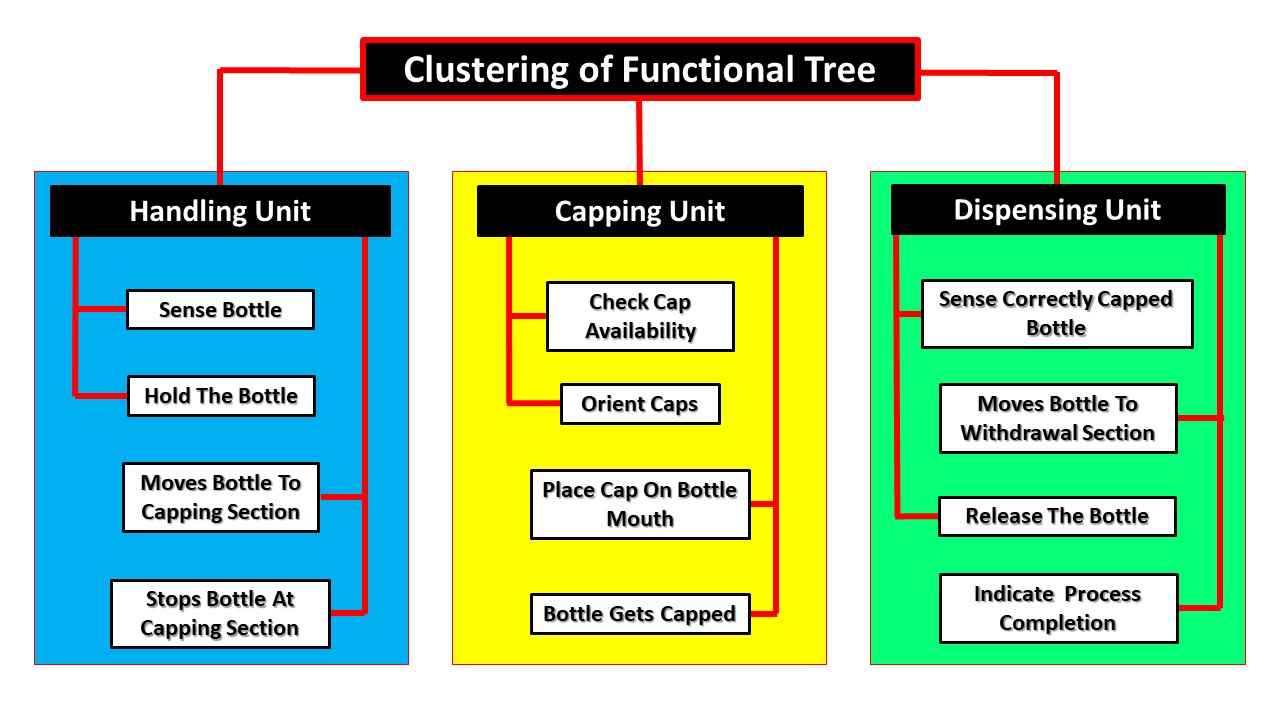 Clustering of Functional Tree
Handling Unit
Sense Bottle
Hold The Bottle
Moves Bottle To
Capping Section
Stops Bottle At
Capping Section
Capping Unit
Check Cap
Availability
Orient Caps
Place Cap On Bottle
Mouth
Bottle Gets Capped
Dispensing Unit
Sense Correctly Capped
Bottle
Moves Bottle To
Withdrawal Section
Release The Bottle
Indicate  Process
Completion